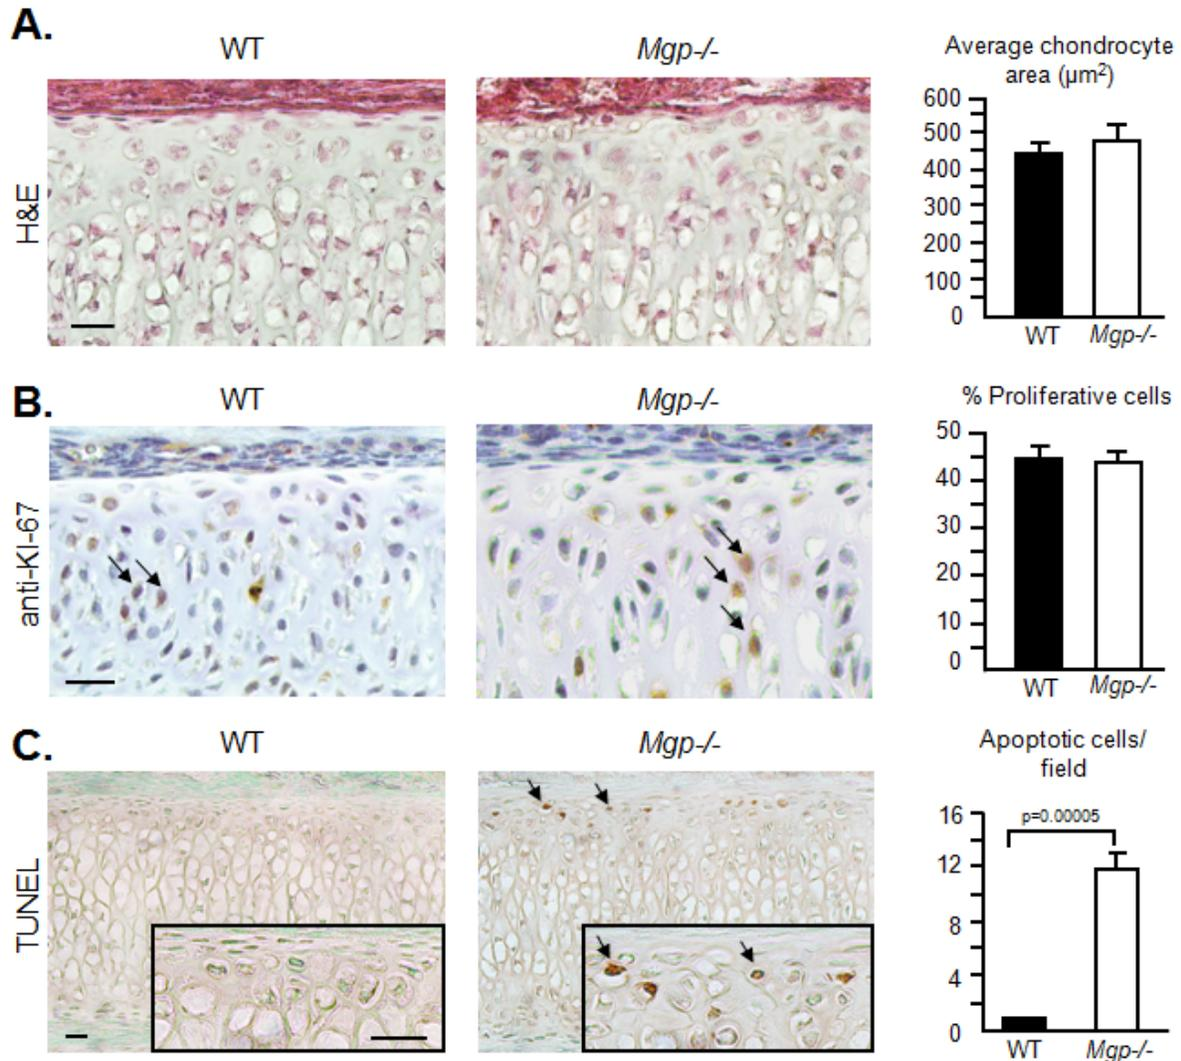 A.
WT
Mgp-/-
Average chondrocyte
area (µm²)
H&E
600
500
400
300
200
100
0
WT
Mgp-/-
B.
WT
Mgp-/-
% Proliferative cells
anti-KI-67
50
40
30
20
10
0
WT
Mgp-/-
C.
WT
Mgp-/-
Apoptotic cells/
field
TUNEL
16
p=0.00005
12
8
4
0
WT
Mgp-/-